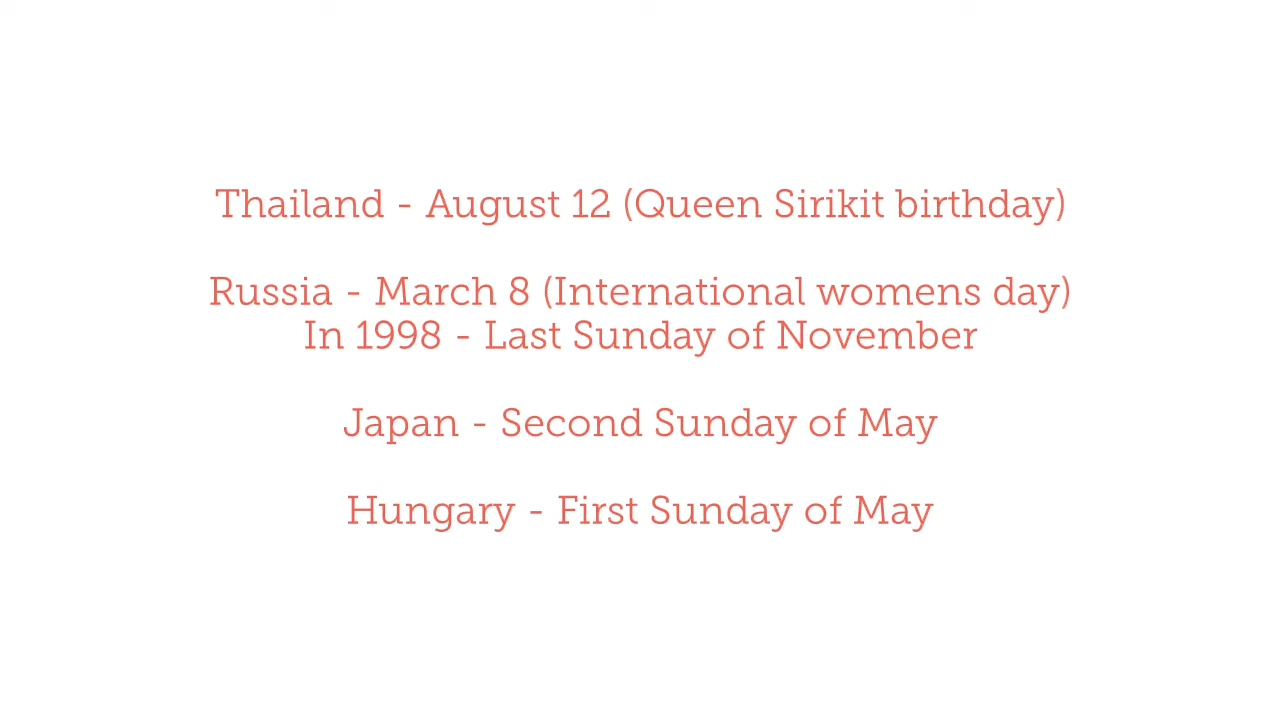 Thailand - August 12 (Queen Sirikit birthday)
Russia - March 8 (International womens day)
In 1998 - Last Sunday of November
Japan - Second Sunday of May
Hungary - First Sunday of May